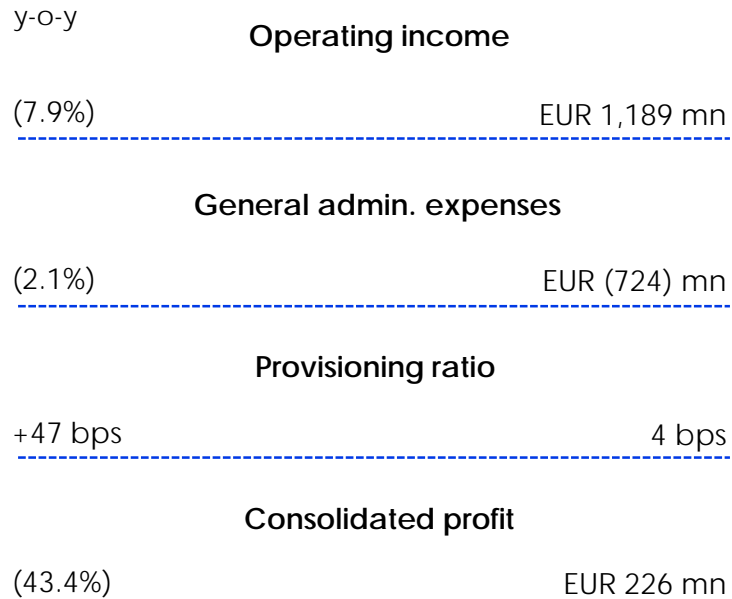 y-o-y
Operating income
(7.9%) EUR 1,189 mn
General admin. expenses
(2.1%) EUR (724) mn
Provisioning ratio
+47 bps 4 bps
Consolidated profit
(43.4%) EUR 226 mn